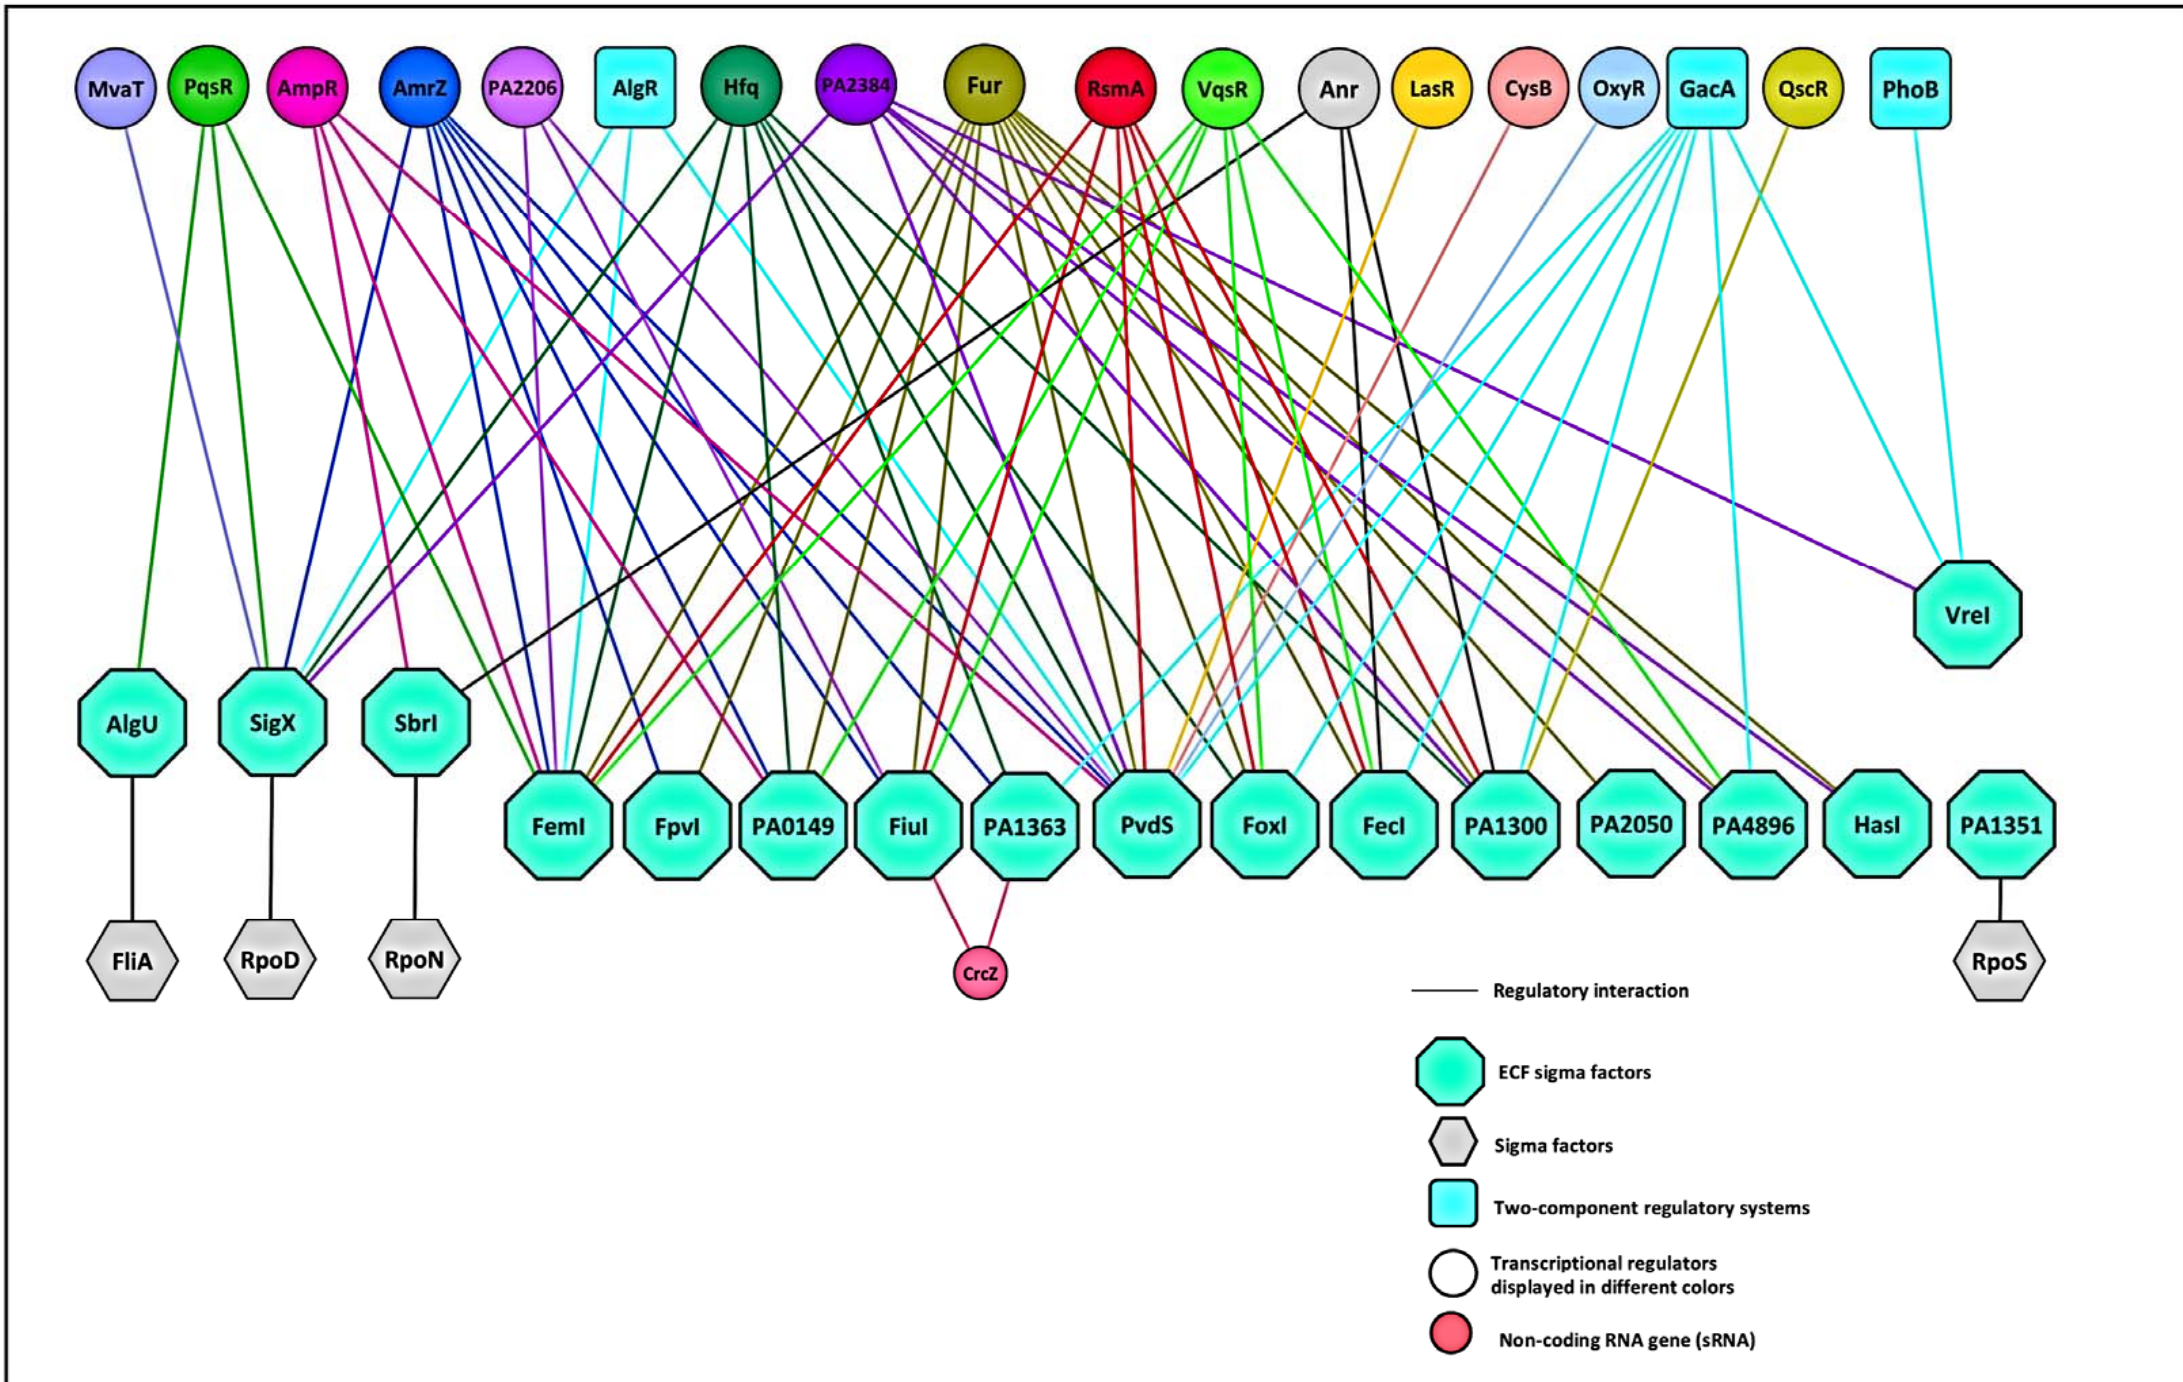 MvaT
PqsR
AmpR
AmrZ
PA2206
AlgR
Hfq
PA2384
Fur
RsmA
VqsR
Anr
LasR
CysB
OxyR
GacA
QscR
PhoB
VreI
AlgU
SigX
SbrI
FemI
FpvI
PA0149
FiuI
PA1363
PvdS
FoxI
FecI
PA1300
PA2050
PA4896
HasI
PA1351
FliA
RpoD
RpoN
CrcZ
RpoS
Regulatory interaction
ECF sigma factors
Sigma factors
Two-component regulatory systems
Transcriptional regulators
displayed in different colors
Non-coding RNA gene (sRNA)